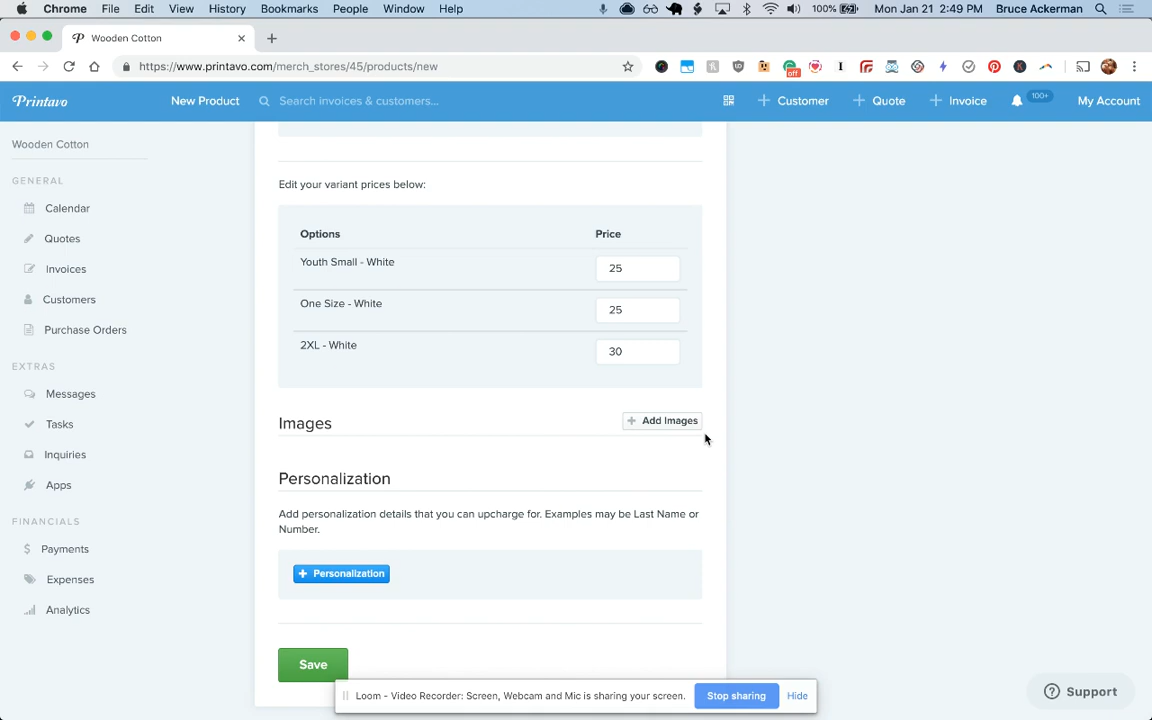 Chrome File Edit View History Bookmarks People Window Help 100% Mon Jan 21 2:49 PM Bruce Ackerman
Wooden Cotton
https://www.printavo.com/merch_stores/45/products/new
off
Printavo New Product Search invoices & customers... Customer Quote Invoice 100+ My Account
Wooden Cotton
GENERAL
Calendar
Quotes
Invoices
Customers
Purchase Orders
EXTRAS
Messages
Tasks
Inquiries
Apps
FINANCIALS
Payments
Expenses
Analytics
Edit your variant prices below:
Options Price
Youth Small - White 25
One Size - White 25
2XL - White 30
Images + Add Images
Personalization
Add personalization details that you can upcharge for. Examples may be Last Name or
Number.
+ Personalization
Save
Loom - Video Recorder: Screen, Webcam and Mic is sharing your screen. Stop sharing Hide
Support